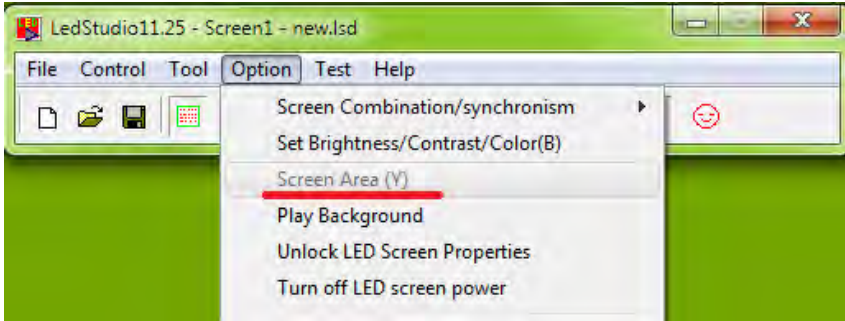 LedStudio11.25 - Screen1 - new.lsd
File Control Tool Option Test Help
Screen Combination/synchronism
Set Brightness/Contrast/Color(B)
Screen Area (Y)
Play Background
Unlock LED Screen Properties
Turn off LED screen power